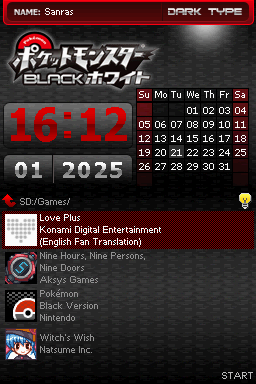 NAME: Sanras
DARK TYPE
ポケットモンスター
BLACK・ホワイト
16:12
01 2025
Su Mo Tu We Th Fr Sa
01 02 03 04
05 06 07 08 09 10 11
12 13 14 15 16 17 18
19 20 21 22 23 24 25
26 27 28 29 30 31
SD:/Games/
Love Plus
Konami Digital Entertainment
(English Fan Translation)
Nine Hours, Nine Persons,
Nine Doors
Aksys Games
Pokémon
Black Version
Nintendo
Witch's Wish
Natsume Inc.
START